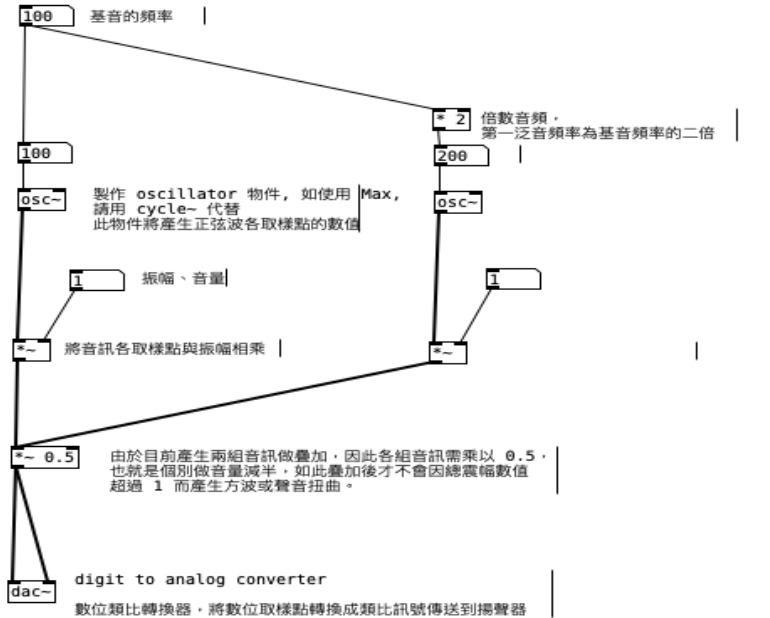 100 基音的頻率
* 2 倍數音頻，
第一泛音頻率為基音頻率的二倍
100
200
osc~
製作 oscillator 物件, 如使用 Max,
請用 cycle~ 代替
此物件將產生正弦波各取樣點的數值
osc~
1 振幅、音量
1
*~ 將音訊各取樣點與振幅相乘
*~
*~ 0.5
由於目前產生兩組音訊做疊加，因此各組音訊需乘以 0.5，
也就是個別做音量減半，如此疊加後才不會因總震幅數值
超過 1 而產生方波或聲音扭曲。
dac~
digit to analog converter
數位類比轉換器，將數位取樣點轉換成類比訊號傳送到揚聲器